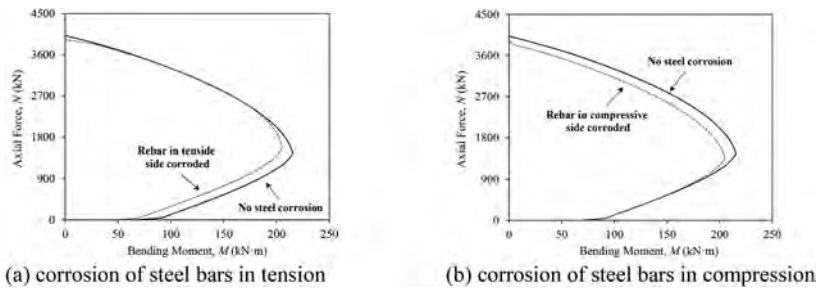 4500
3600
2700
1800
900
0
Axial Force, N (kN)
Rebar in tenside
side corroded
No steel corrosion
0 50 100 150 200 250
Bending Moment, M (kN·m)
(a) corrosion of steel bars in tension
4500
3600
2700
1800
900
0
Axial Force, N (kN)
No steel corrosion
Rebar in compressive
side corroded
0 50 100 150 200 250
Bending Moment, M (kN·m)
(b) corrosion of steel bars in compression